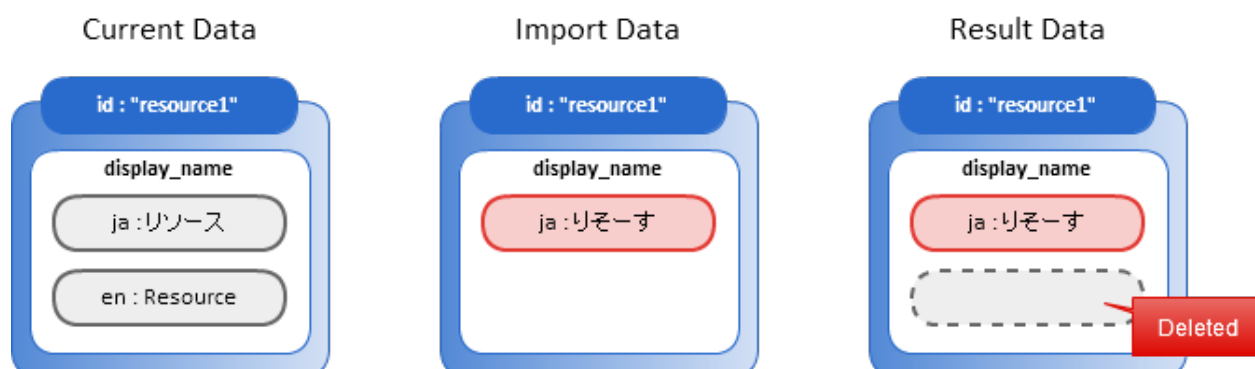 Current Data
Import Data
Result Data
id : "resource1"
id : "resource1"
id : "resource1"
display_name
display_name
display_name
ja :リソース
ja :りそーす
ja :りそーす
en : Resource
Deleted